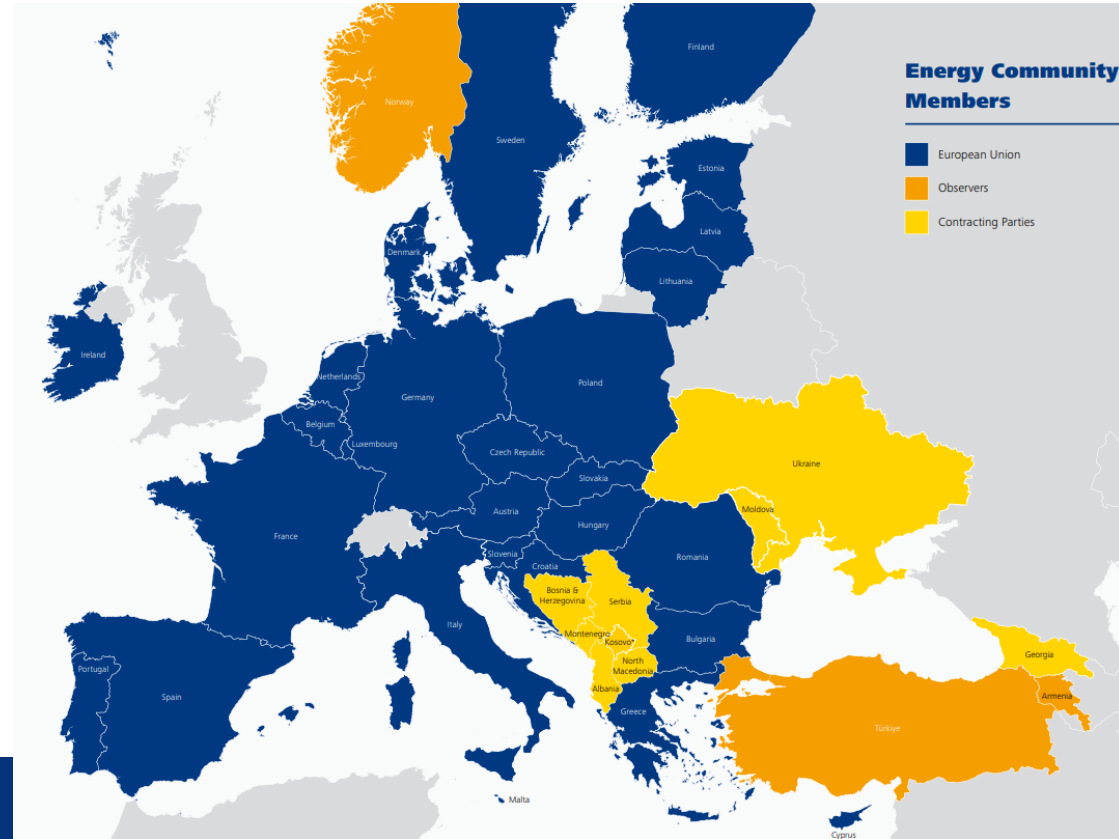 Energy Community
Members
European Union
Observers
Contracting Parties
Finland
Norway
Sweden
Estonia
Latvia
Denmark
Lithuania
Ireland
Netherlands
Poland
Germany
Belgium
Luxembourg
Czech Republic
Ukraine
Slovakia
Moldova
Austria
Hungary
France
Slovenia
Romania
Croatia
Bosnia &
Herzegovina
Serbia
Italy
Montenegro
Kosovo*
Bulgaria
Georgia
North
Macedonia
Portugal
Spain
Albania
Armenia
Greece
Türkiye
Malta
Cyprus